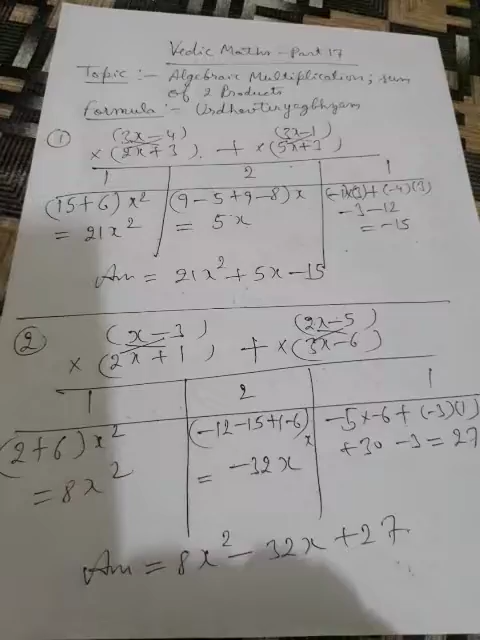 Vedic Maths - Part 17
Topic :- Algebraic Multiplication; sum
of 2 Products
Formula :- Urdhavtiryagbhyam
① (3x-4) (3x-1)
×(2x+3) + ×(5x+3)
1 2 1
(15+6)x² (9-5+9-8)x (-1×3)+(-4)(3)
= 21x² = 5x -3-12
= -15
Ans = 21x²+5x-15
② (x-3) (2x-5)
×(2x+1) + ×(3x-6)
1 2 1
(2+6)x² (-12-15+1-6)x -5×-6+(-3)(1)
= 8x² = -32x +30-3=27
Ans = 8x²-32x+27